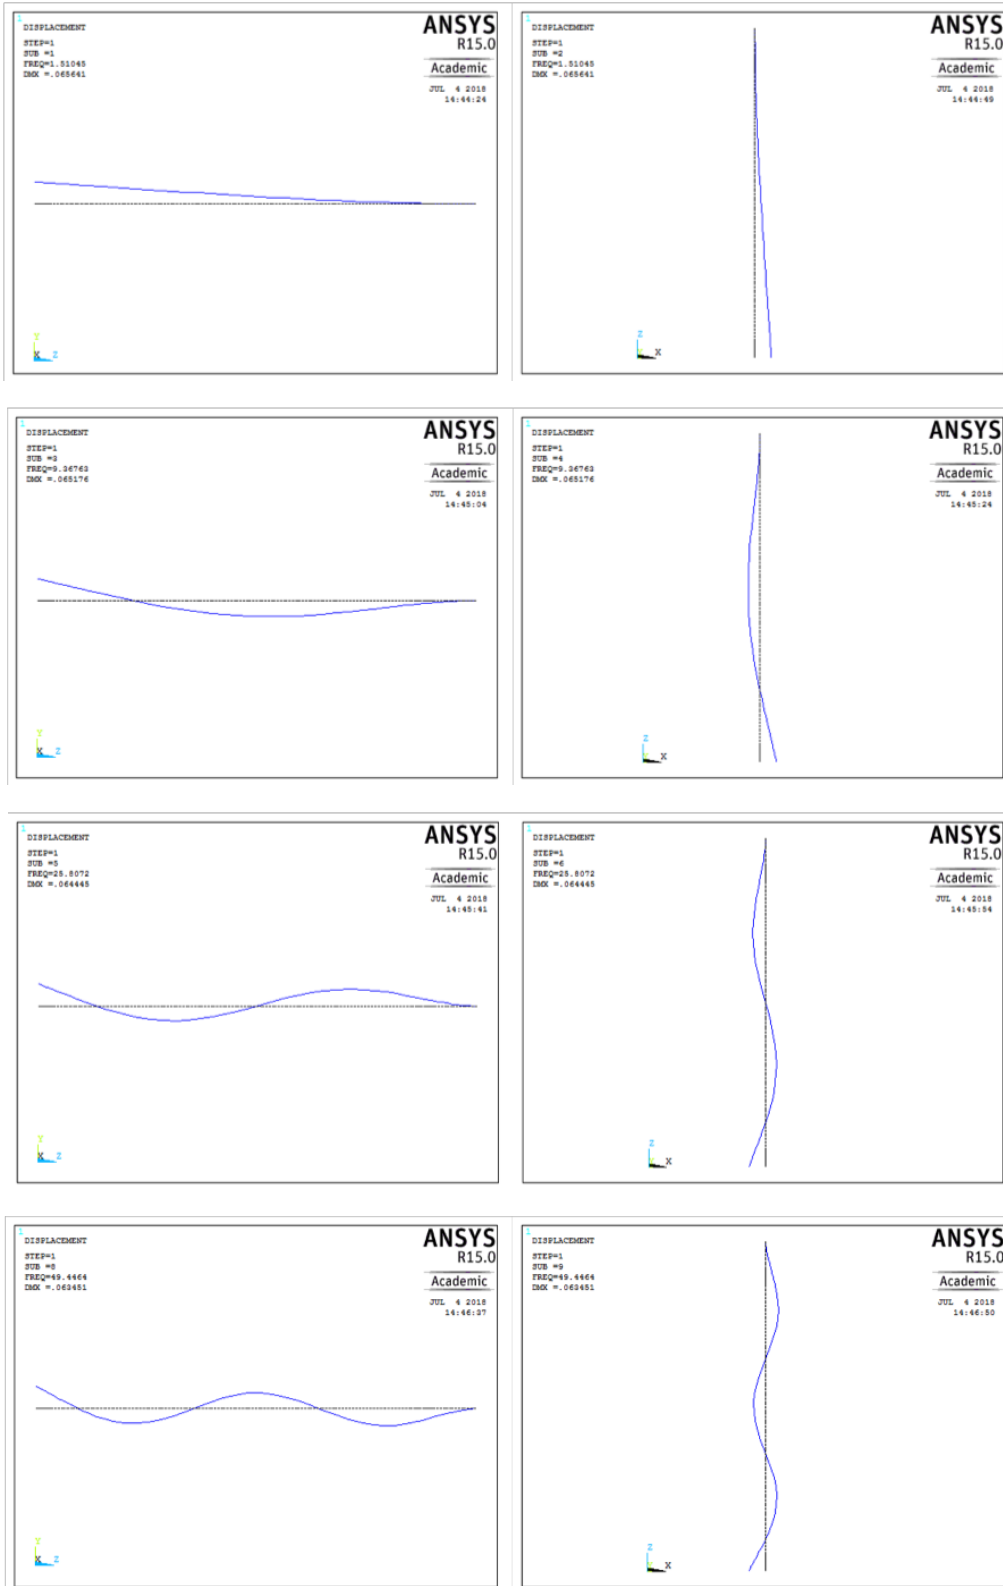 1
DISPLACEMENT
STEP=1
SUB =1
FREQ=1.51045
DMX =.065641
ANSYS
R15.0
Academic
JUL 4 2018
14:44:24
Y
X Z
1
STEP=1
SUB =2
FREQ=1.51045
DMX =.065641
ANSYS
R15.0
Academic
JUL 4 2018
14:44:49
Z
X
1
DISPLACEMENT
STEP=1
SUB =3
FREQ=9.36763
DMX =.065176
ANSYS
R15.0
Academic
JUL 4 2018
14:45:04
Y
X Z
1
DISPLACEMENT
STEP=1
SUB =4
FREQ=9.36763
DMX =.065176
ANSYS
R15.0
Academic
JUL 4 2018
14:45:24
Z
X
1
DISPLACEMENT
STEP=1
SUB =5
FREQ=25.8072
DMX =.064445
ANSYS
R15.0
Academic
JUL 4 2018
14:45:41
Y
X Z
1
DISPLACEMENT
STEP=1
SUB =6
FREQ=25.8072
DMX =.064445
ANSYS
R15.0
Academic
JUL 4 2018
14:45:54
Z
X
1
DISPLACEMENT
STEP=1
SUB =8
FREQ=49.4464
DMX =.063451
ANSYS
R15.0
Academic
JUL 4 2018
14:46:37
Y
X Z
1
DISPLACEMENT
STEP=1
SUB =9
FREQ=49.4464
DMX =.063451
ANSYS
R15.0
Academic
JUL 4 2018
14:46:50
Z
X